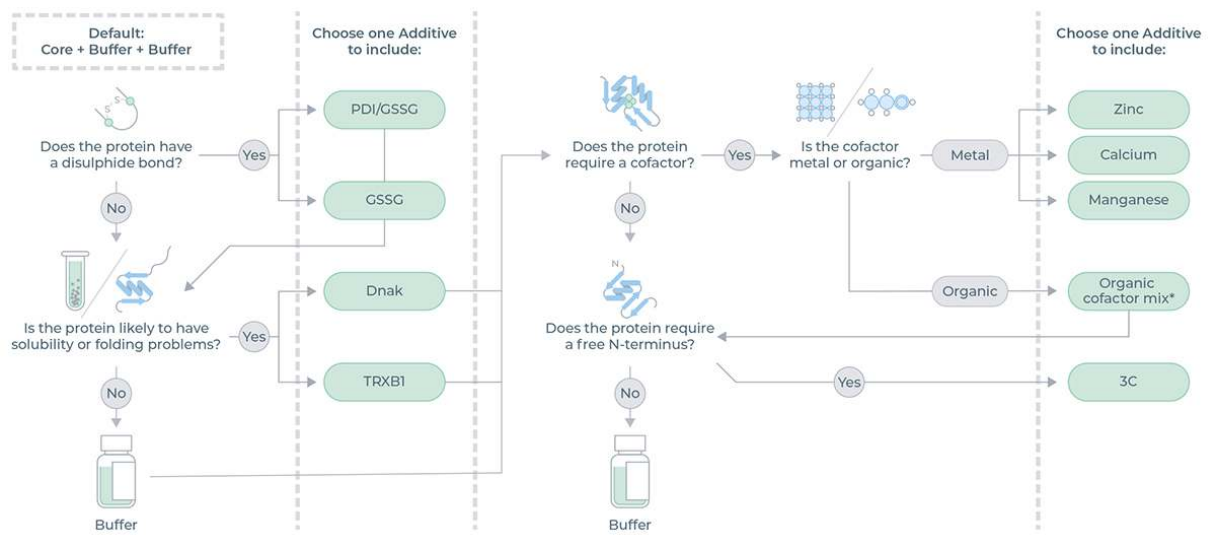 Default:
Core + Buffer + Buffer
S
S
Does the protein have
a disulphide bond?
Yes
No
Is the protein likely to have
solubility or folding problems?
Yes
No
Buffer
Choose one Additive
to include:
PDI/GSSG
GSSG
Dnak
TRXB1
Does the protein
require a cofactor?
Yes
No
Is the cofactor
metal or organic?
Metal
Organic
N
Does the protein require
a free N-terminus?
Yes
No
Buffer
Choose one Additive
to include:
Zinc
Calcium
Manganese
Organic
cofactor mix*
3C